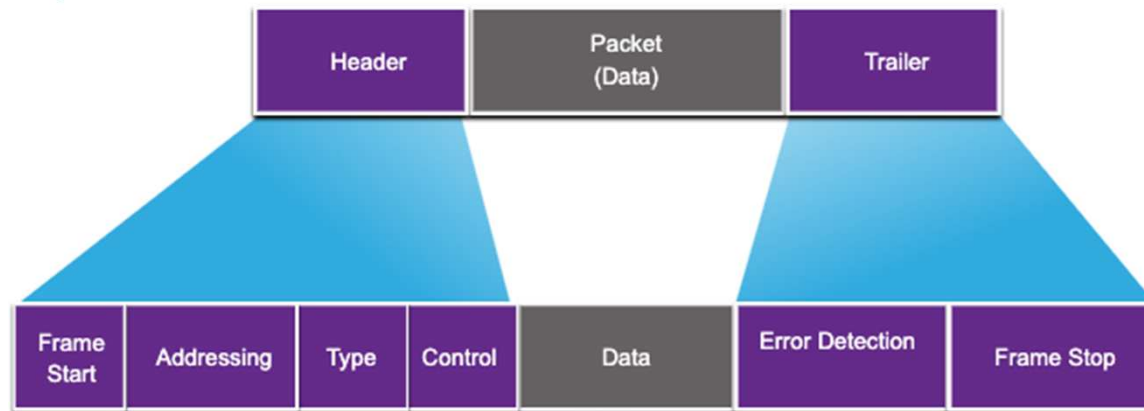 Header
Packet
(Data)
Trailer
Frame
Start
Addressing
Type
Control
Data
Error Detection
Frame Stop